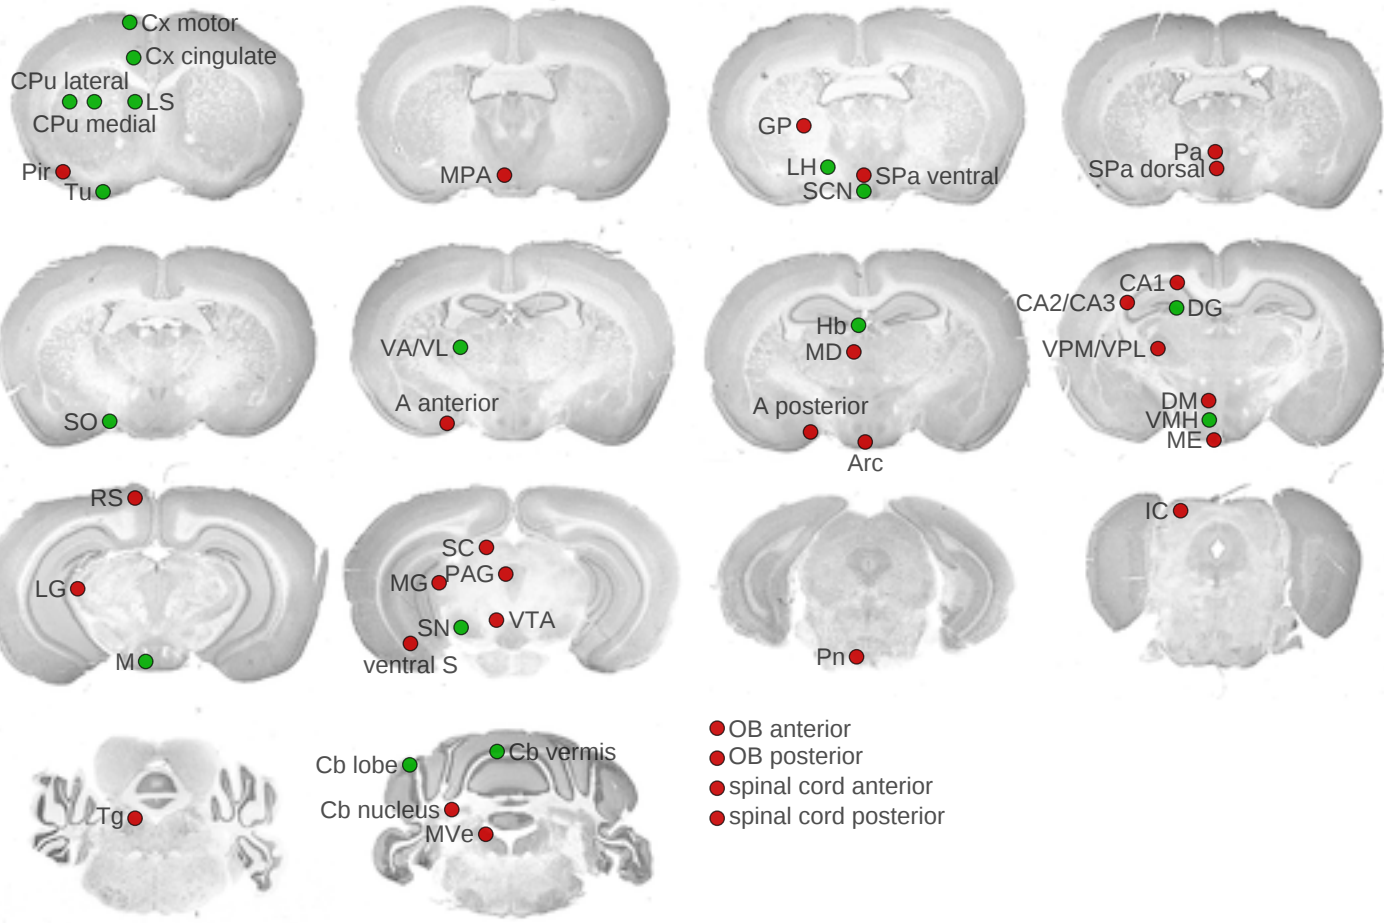 Cx motor
Cx cingulate
CPu lateral
LS
CPu medial
Pir
Tu
MPA
GP
LH
SPa ventral
SCN
Pa
SPa dorsal
SO
VA/VL
A anterior
Hb
MD
A posterior
Arc
CA1
CA2/CA3
DG
VPM/VPL
DM
VMH
ME
RS
LG
M
SC
MG
PAG
SN
VTA
ventral S
Pn
IC
Tg
Cb lobe
Cb vermis
Cb nucleus
MVe
OB anterior
OB posterior
spinal cord anterior
spinal cord posterior